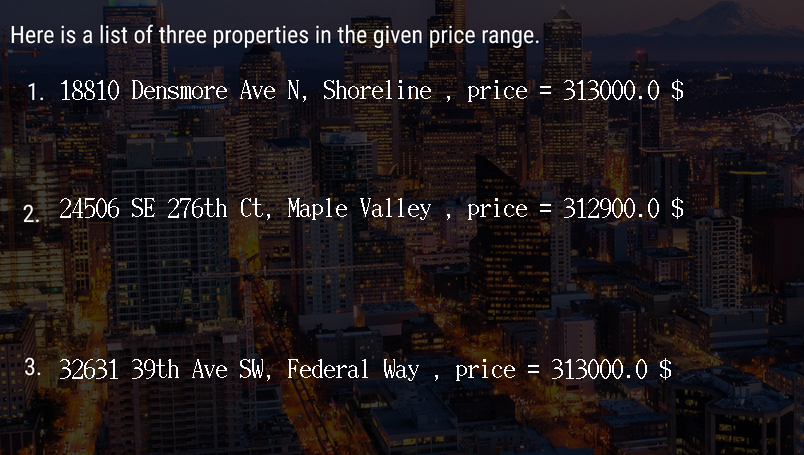 Here is a list of three properties in the given price range.
1. 18810 Densmore Ave N, Shoreline , price = 313000.0 $
2. 24506 SE 276th Ct, Maple Valley , price = 312900.0 $
3. 32631 39th Ave SW, Federal Way , price = 313000.0 $